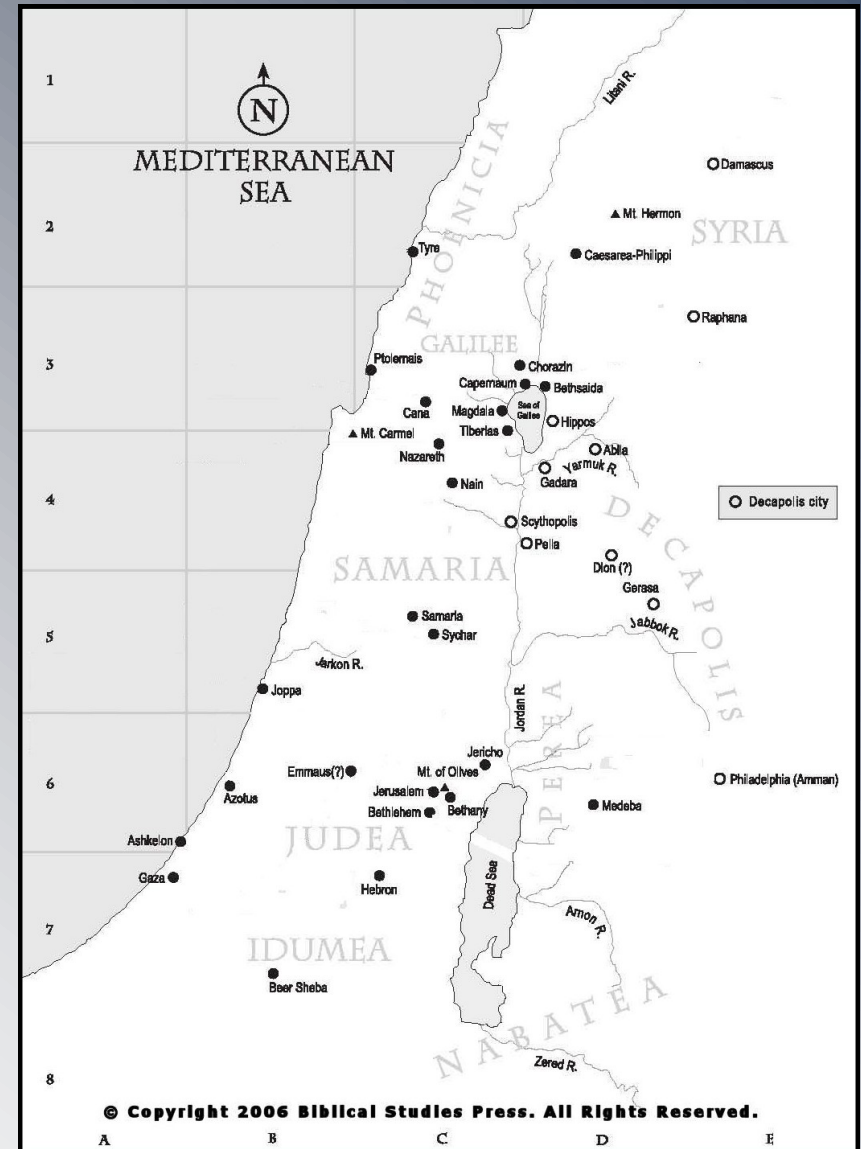 1
N
MEDITERRANEAN
SEA
Litani R.
PHOENICIA
Damascus
2
Mt. Hermon
SYRIA
Tyre
Caesarea-Philippi
Raphana
GALILEE
3
Ptolemais
Chorazin
Capernaum
Bethsaida
Cana
Magdala
Sea of
Galilee
Hippos
Mt. Carmel
Tiberias
Nazareth
Abila
Yarmuk R.
Gadara
Nain
4
Decapolis city
Scythopolis
DECAPOLIS
Pella
SAMARIA
Dion (?)
Gerasa
Samaria
Jabbok R.
5
Sychar
Jarkon R.
Joppa
Jordan R.
PEREA
Jericho
Emmaus(?)
Mt. of Olives
6
Philadelphia (Amman)
Azotus
Jerusalem
Bethany
Medeba
Bethlehem
JUDEA
Ashkelon
Gaza
Hebron
Dead Sea
Arnon R.
7
IDUMEA
Beer Sheba
NABATEA
Zered R.
8
© Copyright 2006 Biblical Studies Press. All Rights Reserved.
A B C D E